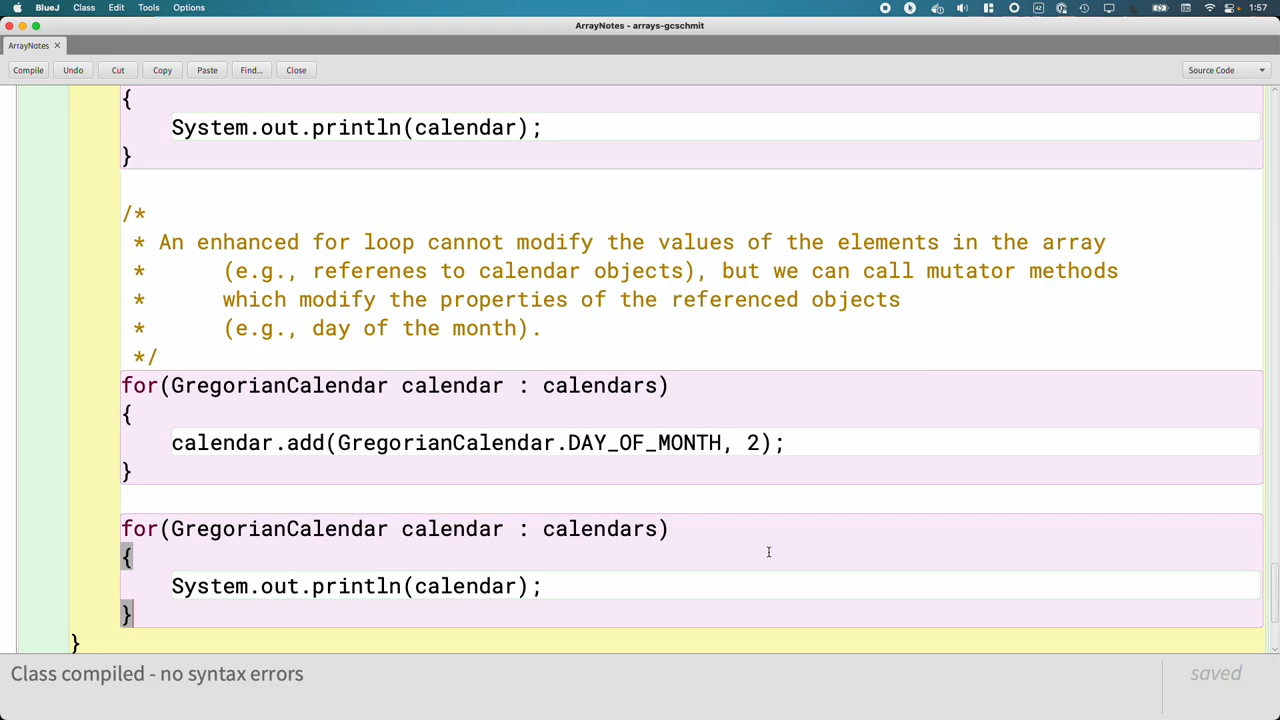 BlueJ Class Edit Tools Options 42 1:57
ArrayNotes - arrays-gcschmit
ArrayNotes ×
Compile Undo Cut Copy Paste Find... Close Source Code
{
System.out.println(calendar);
}
/*
* An enhanced for loop cannot modify the values of the elements in the array
* (e.g., referenes to calendar objects), but we can call mutator methods
* which modify the properties of the referenced objects
* (e.g., day of the month).
*/
for(GregorianCalendar calendar : calendars)
{
calendar.add(GregorianCalendar.DAY_OF_MONTH, 2);
}
for(GregorianCalendar calendar : calendars)
{
System.out.println(calendar);
}
}
Class compiled - no syntax errors
saved